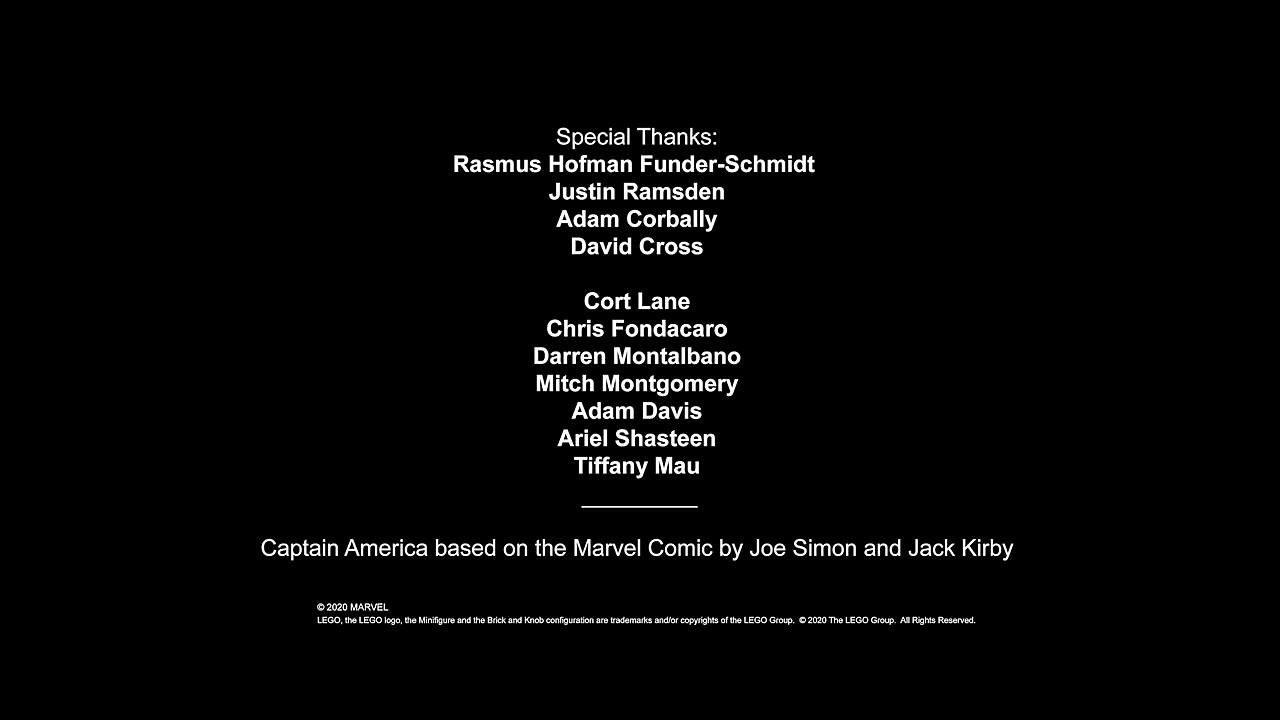 Special Thanks:
Rasmus Hofman Funder-Schmidt
Justin Ramsden
Adam Corbally
David Cross
Cort Lane
Chris Fondacaro
Darren Montalbano
Mitch Montgomery
Adam Davis
Ariel Shasteen
Tiffany Mau
Captain America based on the Marvel Comic by Joe Simon and Jack Kirby
© 2020 MARVEL
LEGO, the LEGO logo, the Minifigure and the Brick and Knob configuration are trademarks and/or copyrights of the LEGO Group. © 2020 The LEGO Group. All Rights Reserved.